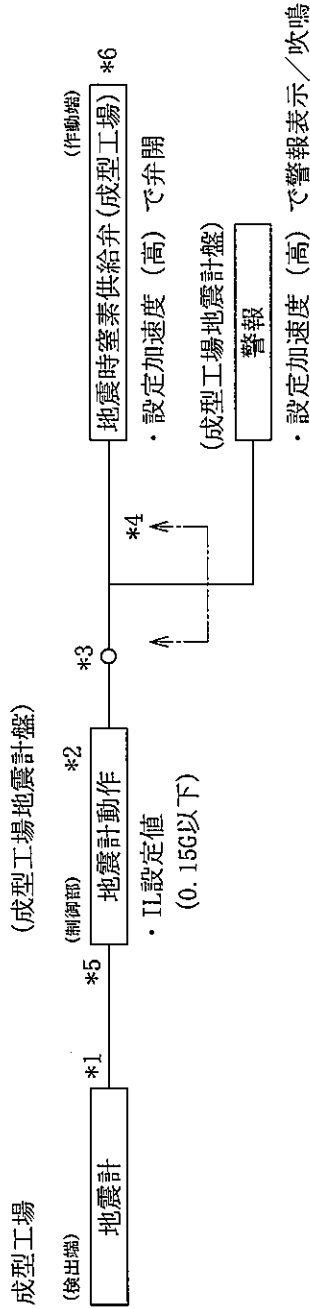 成型工場
(検出端)
地震計
*1
*5
(成型工場地震計盤)
(制御部)
*2
地震計動作
・IL設定値
(0.15G以下)
*3
*4
(作動端)
*6
地震時窒素供給弁(成型工場)
・設定加速度（高）で弁開
(成型工場地震計盤)
警報
・設定加速度（高）で警報表示／吹鳴